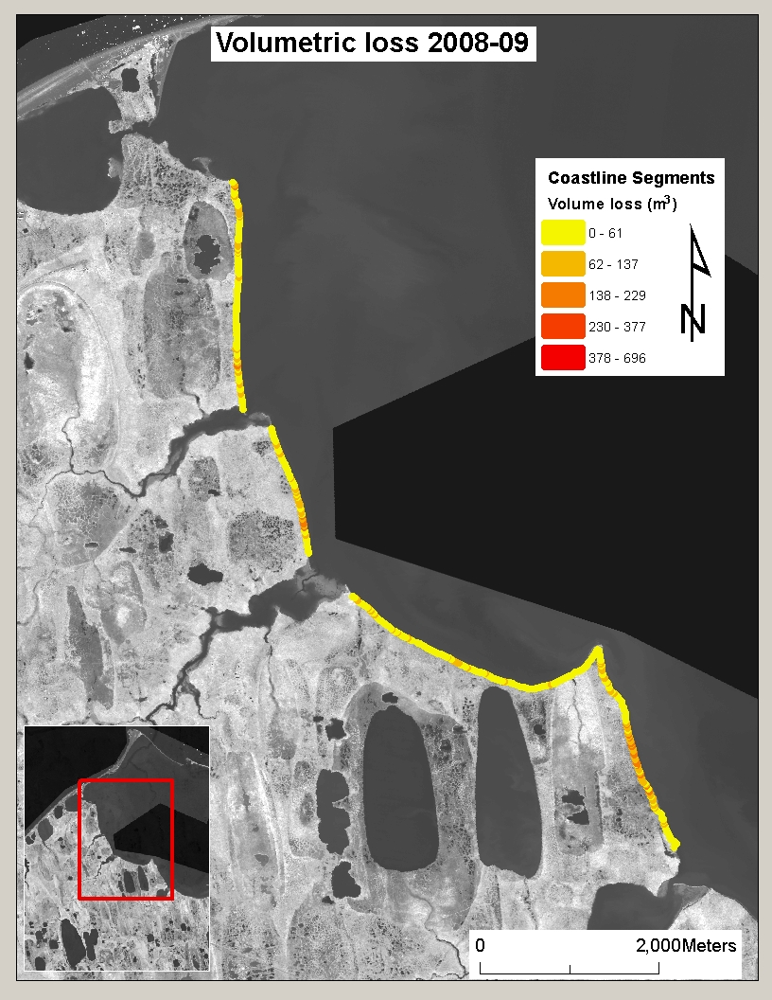 Volumetric loss 2008-09
Coastline Segments
Volume loss (m³)
0 - 61
62 - 137
138 - 229
230 - 377
378 - 696
N
0 2,000Meters